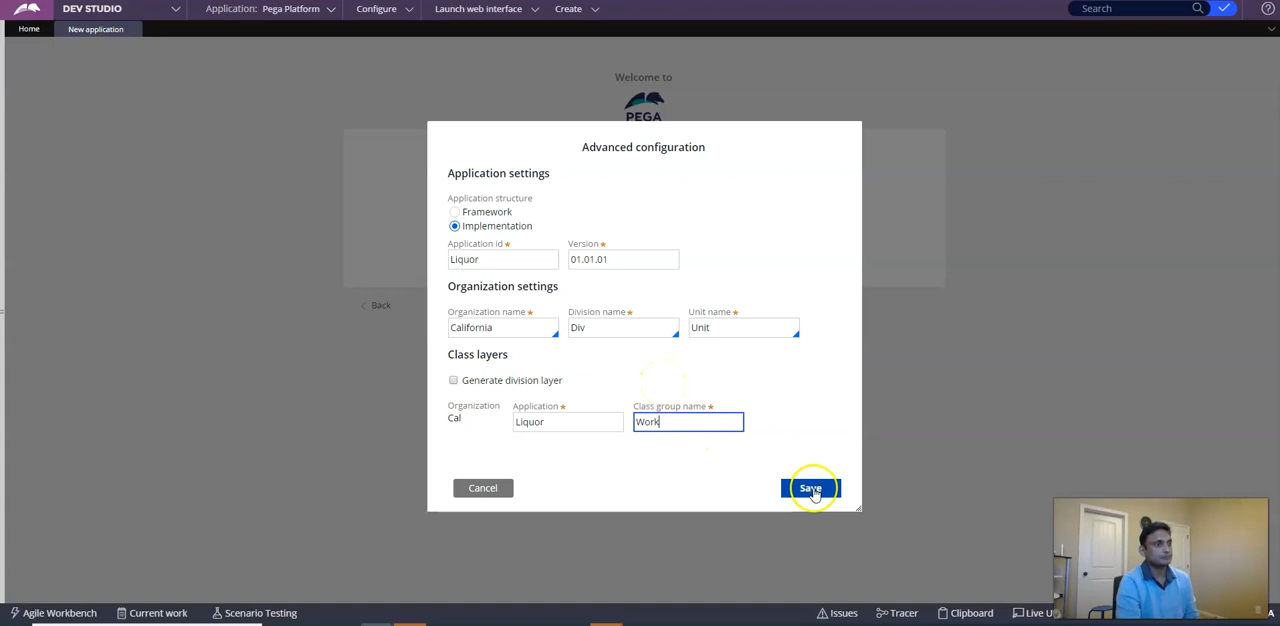 DEV STUDIO Application: Pega Platform Configure Launch web interface Create Search
Home New application
Welcome to
PEGA
Advanced configuration
Application settings
Application structure
Framework
Implementation
Application id * Version *
Liquor 01.01.01
Organization settings
Back
Organization name * Division name * Unit name *
California Div Unit
Class layers
Generate division layer
Organization Application * Class group name *
Cal Liquor Work
Cancel Save
Agile Workbench Current work Scenario Testing Issues Tracer Clipboard Live